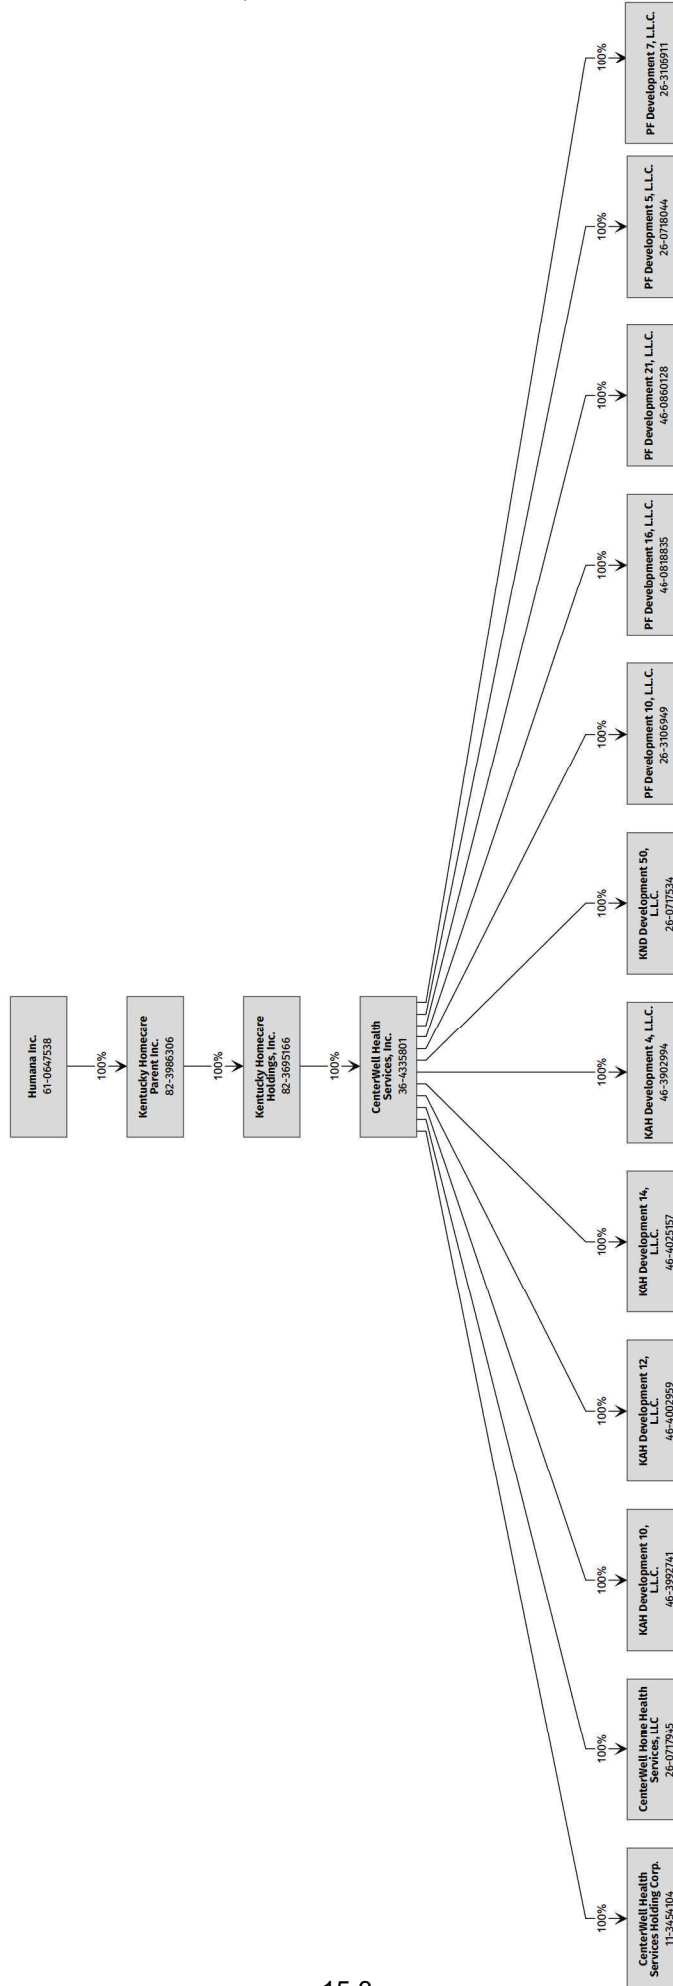 Humana Inc.
61-0647538
100%
Kentucky Homecare
Parent Inc.
82-3986306
100%
Kentucky Homecare
Holdings, Inc.
82-3695166
100%
CenterWell Health
Services, Inc.
36-4335801
100%
CenterWell Health
Services Holding Corp.
11-3454104
100%
CenterWell Home Health
Services, LLC
26-0717945
100%
KAH Development 10,
L.L.C.
46-3992741
100%
KAH Development 12,
L.L.C.
46-4002959
100%
KAH Development 14,
L.L.C.
46-4025157
100%
KAH Development 4, L.L.C.
46-3902994
100%
KND Development 50,
L.L.C.
26-0717534
100%
PF Development 10, L.L.C.
26-3106949
100%
PF Development 16, L.L.C.
46-0818835
100%
PF Development 21, L.L.C.
46-0860128
100%
PF Development 5, L.L.C.
26-0718044
100%
PF Development 7, L.L.C.
26-3106911